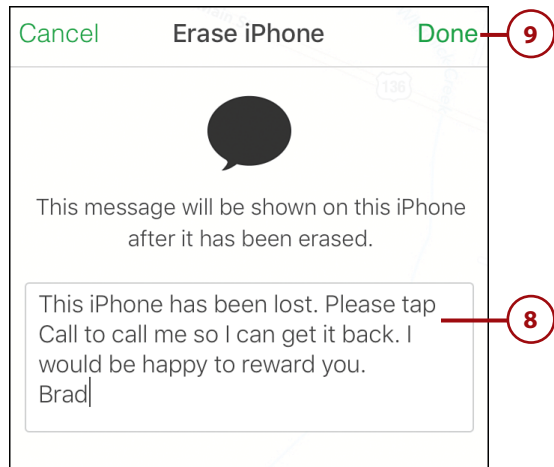 Cancel Erase iPhone Done 9
136
This message will be shown on this iPhone
after it has been erased.
This iPhone has been lost. Please tap
Call to call me so I can get it back. I 8
would be happy to reward you.
Brad